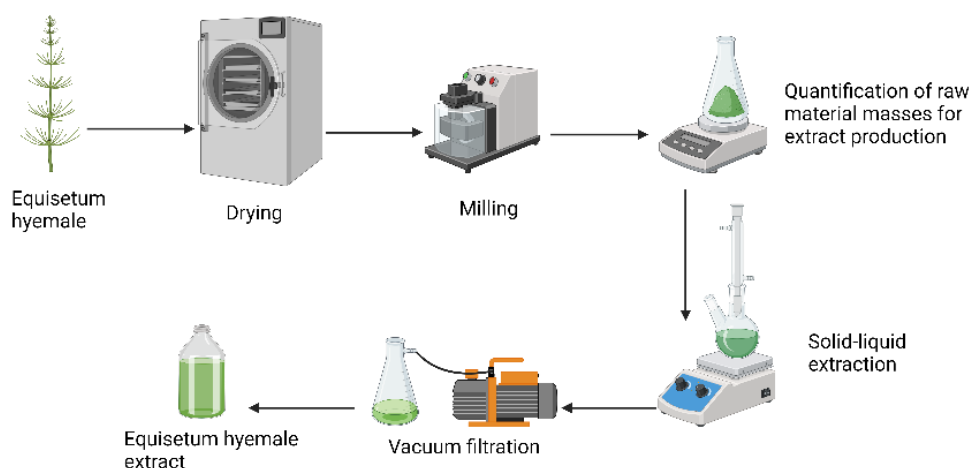 Equisetum
hyemale
Drying
Milling
Quantification of raw
material masses for
extract production
Solid-liquid
extraction
Vacuum filtration
Equisetum hyemale
extract